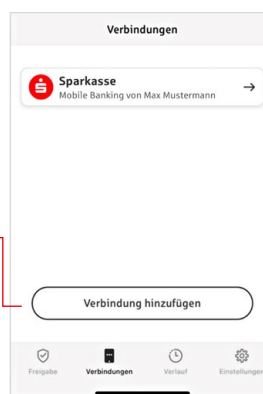 Verbindungen
Sparkasse
Mobile Banking von Max Mustermann
Verbindung hinzufügen
Freigabe Verbindungen Verlauf Einstellungen